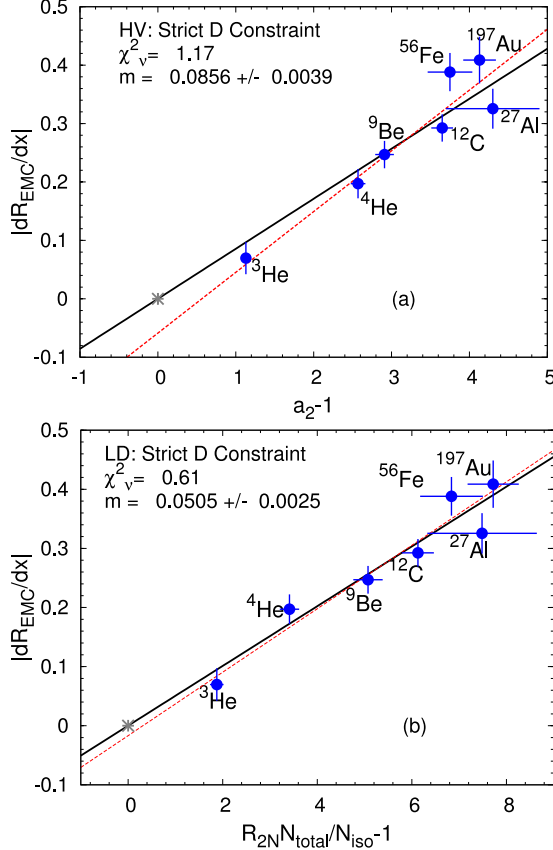 HV: Strict D Constraint
χ²ᵥ = 1.17
m = 0.0856 +/- 0.0039
¹⁹⁷Au
⁵⁶Fe
²⁷Al
¹²C
⁹Be
⁴He
³He
(a)
|dR_EMC/dx|
0.5
0.4
0.3
0.2
0.1
0
0.1
-1 0 1 2 3 4 5
a₂-1
LD: Strict D Constraint
χ²ᵥ = 0.61
m = 0.0505 +/- 0.0025
¹⁹⁷Au
⁵⁶Fe
²⁷Al
¹²C
⁹Be
⁴He
³He
(b)
|dR_EMC/dx|
0.5
0.4
0.3
0.2
0.1
0
0.1
0 2 4 6 8
R₂ₙN_total/N_iso-1